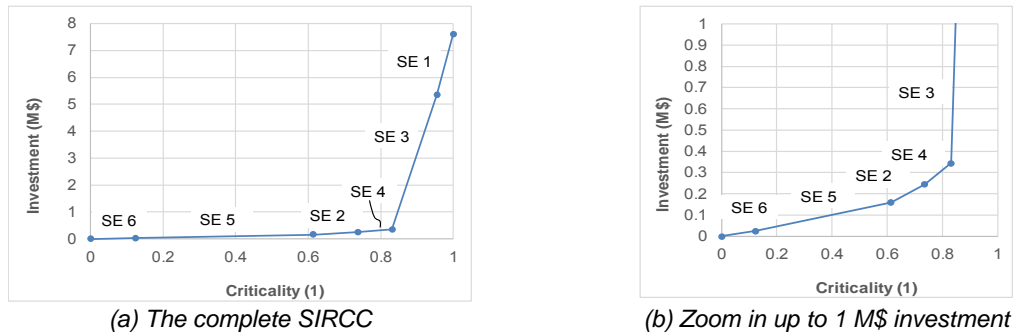 8
7
6
5
4
3
2
1
0
Investment (M$)
SE 1
SE 3
SE 4
SE 2
SE 5
SE 6
0 0.2 0.4 0.6 0.8 1
Criticality (1)
(a) The complete SIRCC
1
0.9
0.8
0.7
0.6
0.5
0.4
0.3
0.2
0.1
0
Investment (M$)
SE 3
SE 4
SE 2
SE 5
SE 6
0 0.2 0.4 0.6 0.8 1
Criticality (1)
(b) Zoom in up to 1 M$ investment